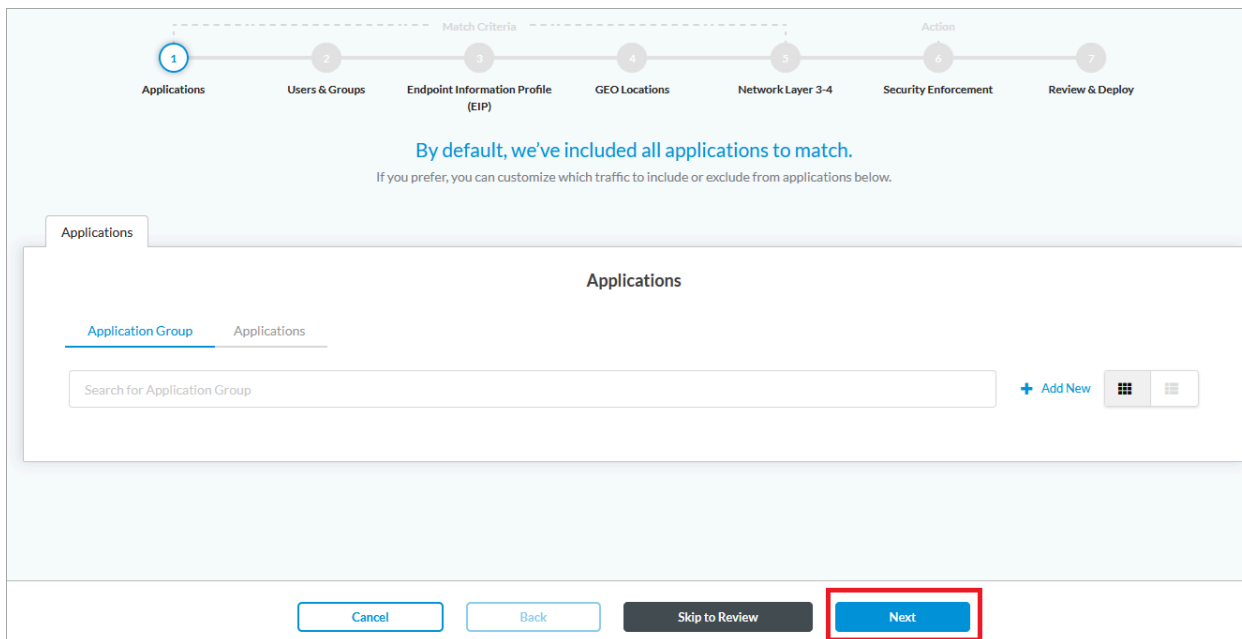 Match Criteria
Action
1
2
3
4
5
6
7
Applications
Users & Groups
Endpoint Information Profile
(EIP)
GEO Locations
Network Layer 3-4
Security Enforcement
Review & Deploy
By default, we've included all applications to match.
If you prefer, you can customize which traffic to include or exclude from applications below.
Applications
Applications
Application Group
Applications
Search for Application Group
+ Add New
Cancel
Back
Skip to Review
Next